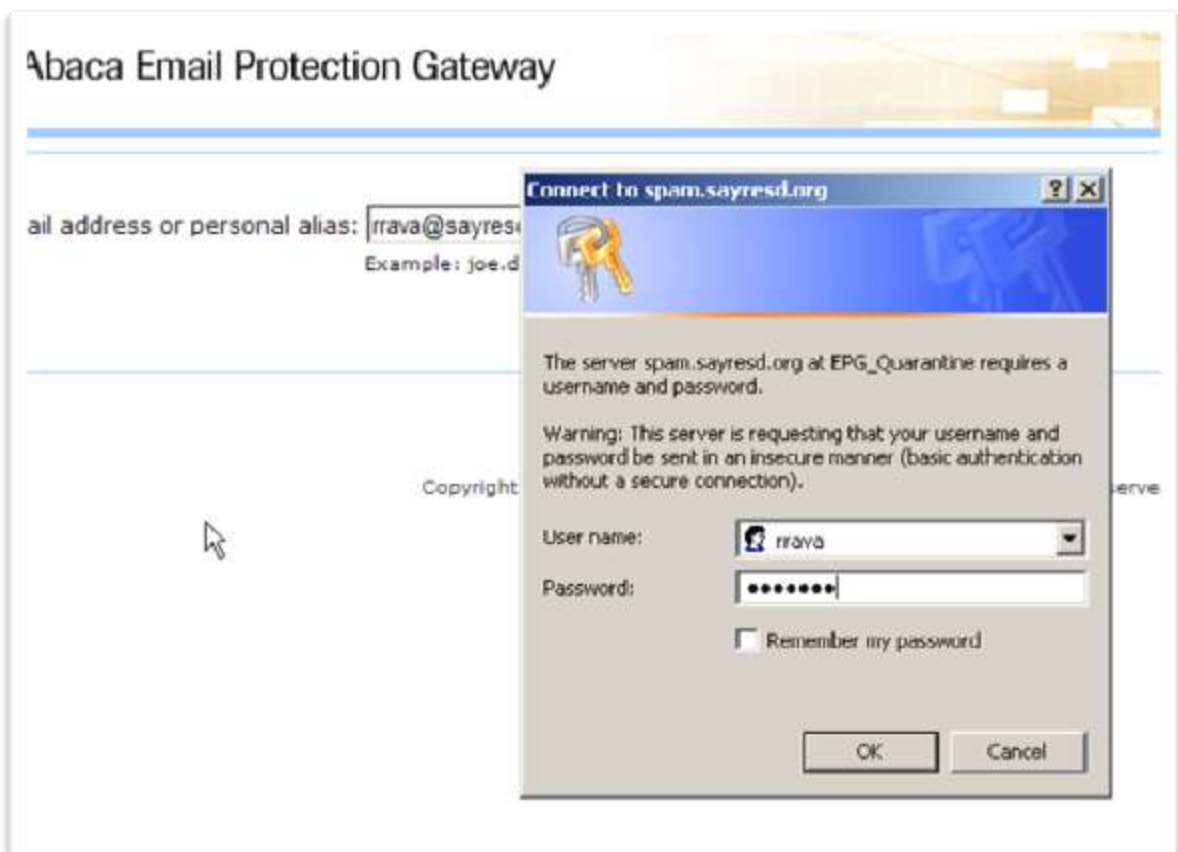 Abaca Email Protection Gateway
Connect to spam.sayresd.org
ail address or personal alias: rrava@sayres
Example: joe.d
The server spam.sayresd.org at EPG_Quarantine requires a
username and password.
Warning: This server is requesting that your username and
password be sent in an insecure manner (basic authentication
without a secure connection).
Copyright
erve
User name:
rrava
Password:
•••••••
Remember my password
OK
Cancel